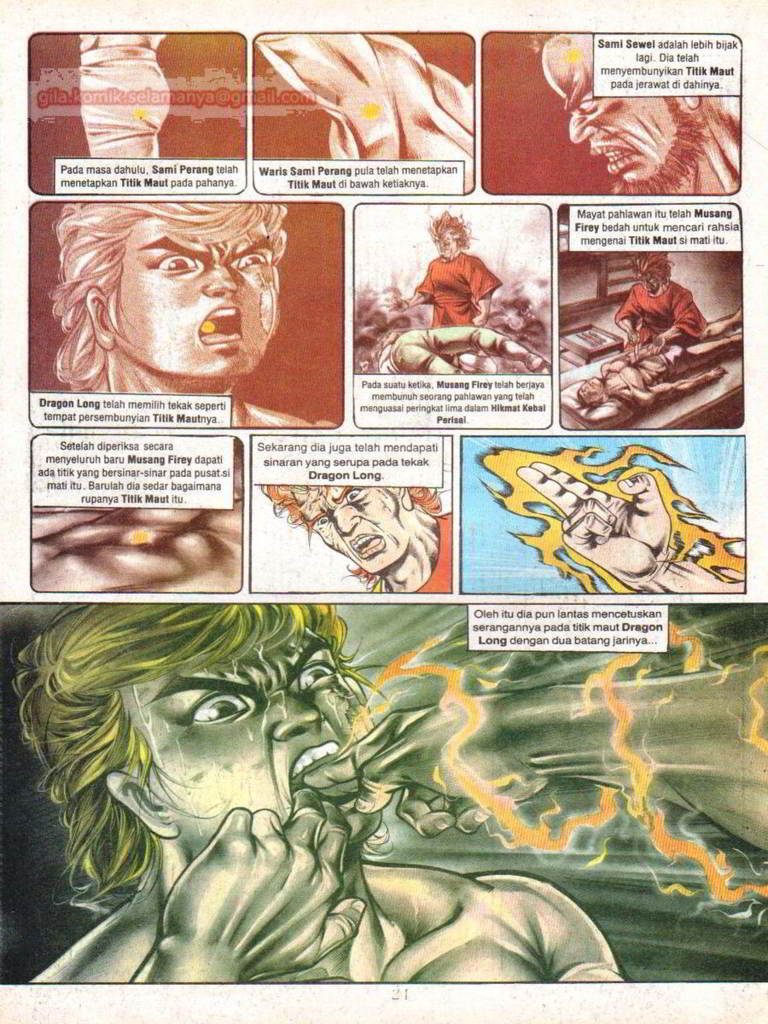 gila.komik.selamanya@gmail.com
Pada masa dahulu, Sami Perang telah
menetapkan Titik Maut pada pahanya.
Waris Sami Perang pula telah menetapkan
Titik Maut di bawah ketiaknya.
Sami Sewel adalah lebih bijak
lagi. Dia telah
menyembunyikan Titik Maut
pada jerawat di dahinya.
Dragon Long telah memilih tekak seperti
tempat persembunyian Titik Mautnya.
Pada suatu ketika, Musang Firey telah berjaya
membunuh seorang pahlawan yang telah
menguasai peringkat lima dalam Hikmat Kebal
Perisai.
Mayat pahlawan itu telah Musang
Firey bedah untuk mencari rahsia
mengenai Titik Maut si mati itu.
Setelah diperiksa secara
menyeluruh baru Musang Firey dapati
ada titik yang bersinar-sinar pada pusat si
mati itu. Barulah dia sedar bagaimana
rupanya Titik Maut itu.
Sekarang dia juga telah mendapati
sinaran yang serupa pada tekak
Dragon Long.
Oleh itu dia pun lantas mencetuskan
serangannya pada titik maut Dragon
Long dengan dua batang jarinya...
21